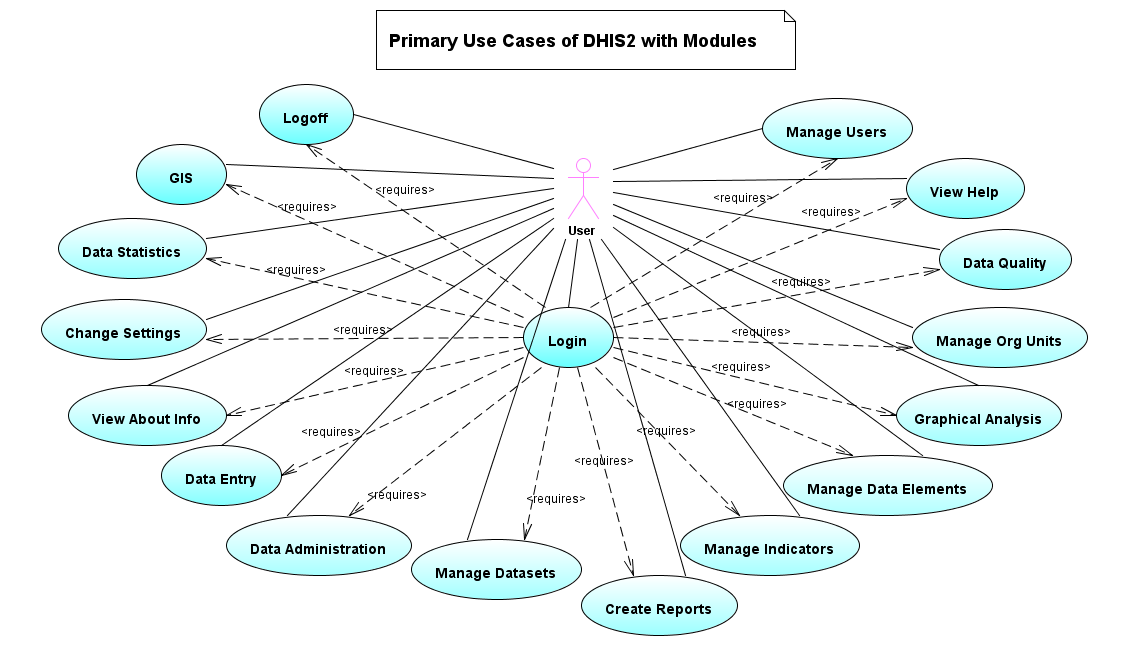 Primary Use Cases of DHIS2 with Modules
Logoff
Manage Users
GIS
<requires>
<requires>
View Help
<requires>
<requires>
User
Data Statistics
<requires>
Data Quality
<requires>
Change Settings
<requires>
Login
<requires>
Manage Org Units
<requires>
<requires>
View About Info
<requires>
Graphical Analysis
<requires>
<requires>
Data Entry
<requires>
Manage Data Elements
<requires>
<requires>
Data Administration
Manage Indicators
Manage Datasets
Create Reports